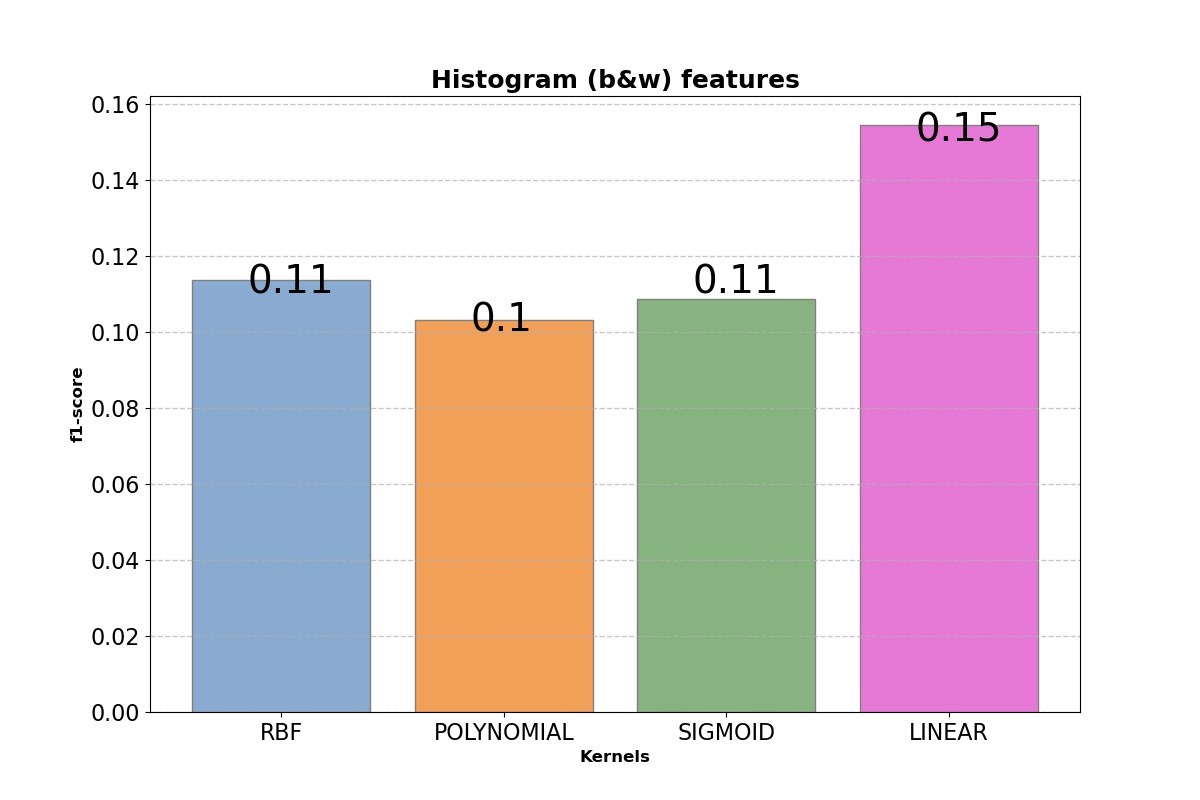 Histogram (b&w) features
0.16
0.14
0.12
0.10
0.08
0.06
0.04
0.02
0.00
f1-score
0.11
0.1
0.11
0.15
RBF
POLYNOMIAL
SIGMOID
LINEAR
Kernels